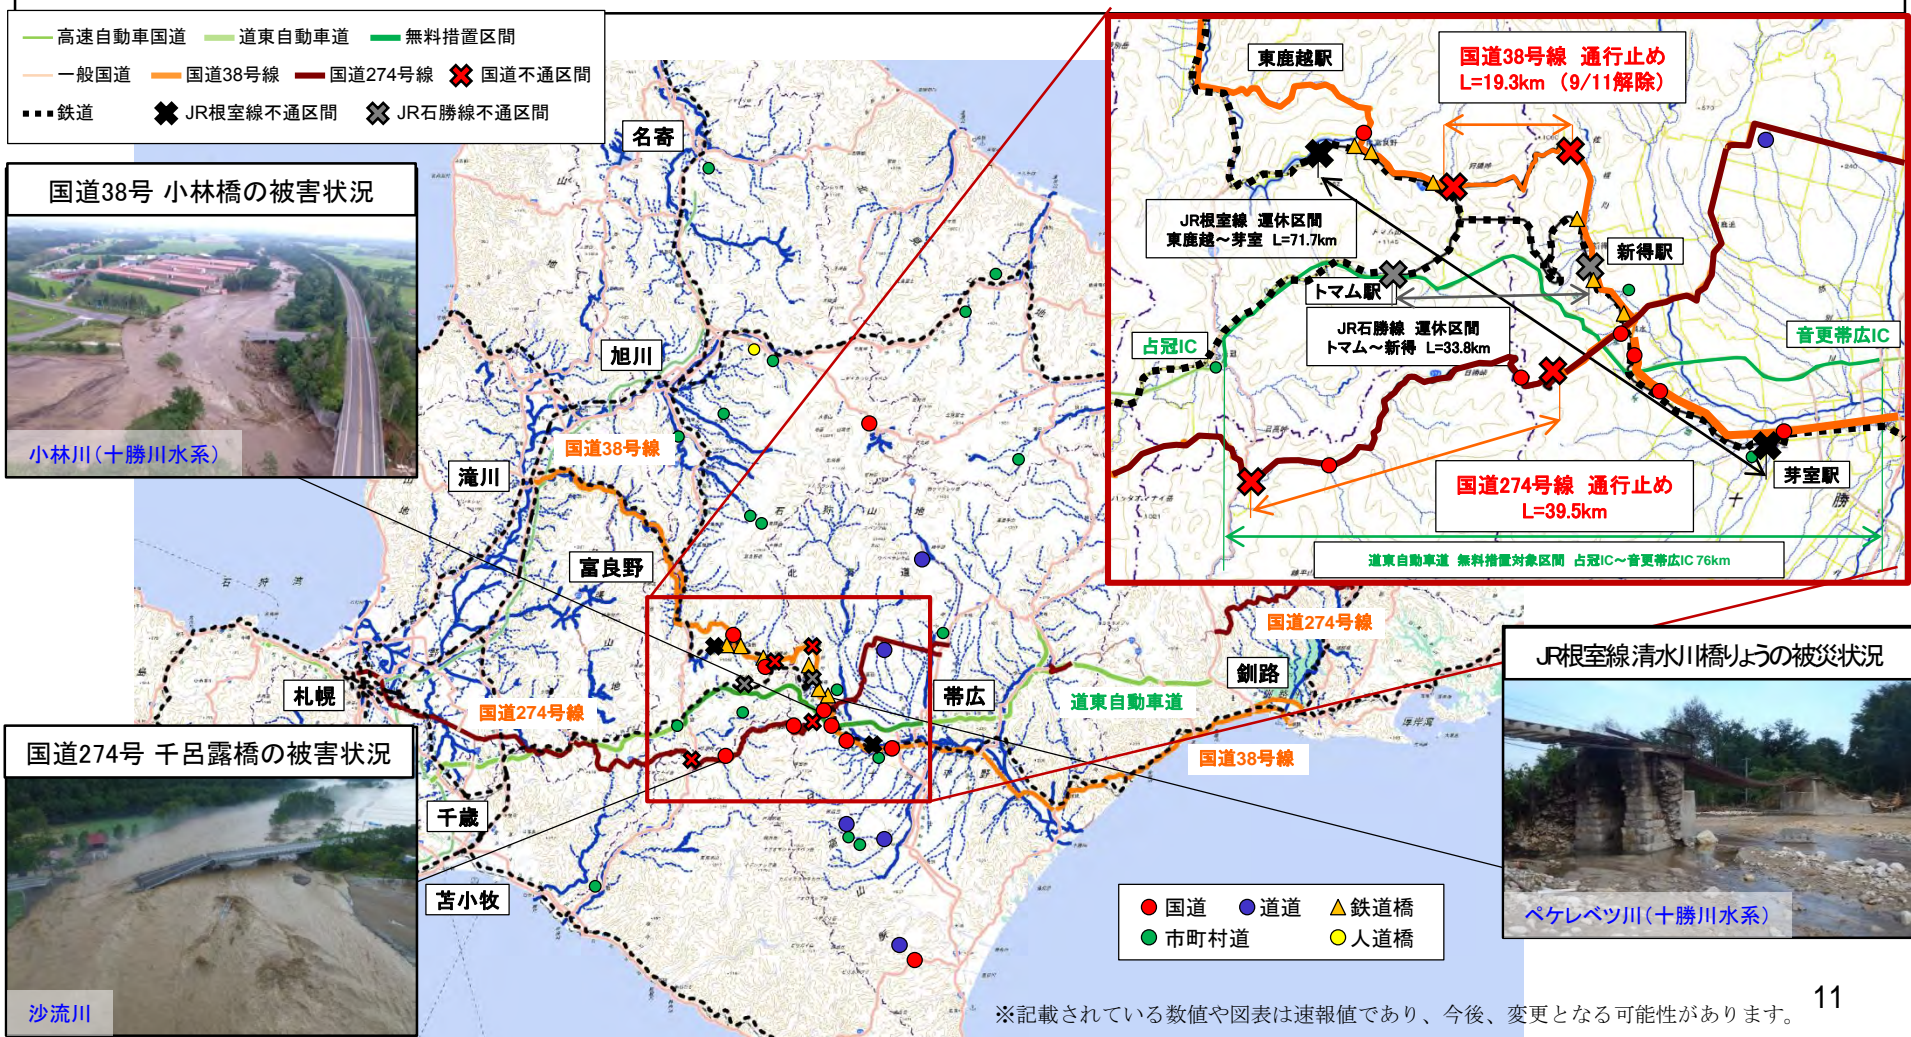 高速自動車国道 道東自動車道 無料措置区間
一般国道 国道38号線 国道274号線 国道不通区間
鉄道 JR根室線不通区間 JR石勝線不通区間
国道38号 小林橋の被害状況
小林川(十勝川水系)
国道274号 千呂露橋の被害状況
沙流川
名寄
旭川
国道38号線
滝川
富良野
札幌
国道274号線
千歳
苫小牧
帯広
道東自動車道
釧路
国道274号線
国道38号線
石狩湾
厚岸湾
東鹿越駅
国道38号線 通行止め
L=19.3km (9/11解除)
JR根室線 運休区間
東鹿越～芽室 L=71.7km
新得駅
トマム駅
JR石勝線 運休区間
トマム～新得 L=33.8km
占冠IC
音更帯広IC
国道274号線 通行止め
L=39.5km
芽室駅
十勝
道東自動車道 無料措置対象区間 占冠IC～音更帯広IC 76km
JR根室線 清水川橋りょうの被災状況
ペケレベツ川(十勝川水系)
国道 道道 鉄道橋
市町村道 人道橋
※記載されている数値や図表は速報値であり、今後、変更となる可能性があります。
11